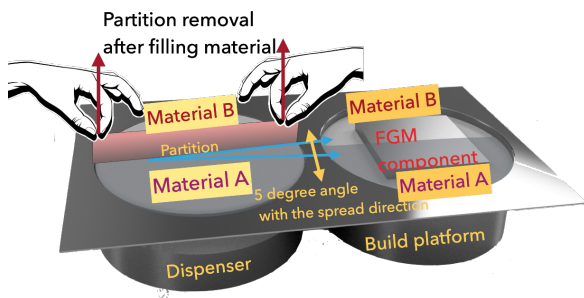 Partition removal
after filling material
Material B
Partition
Material A
5 degree angle
with the spread direction
Material B
FGM
component
Material A
Dispenser
Build platform